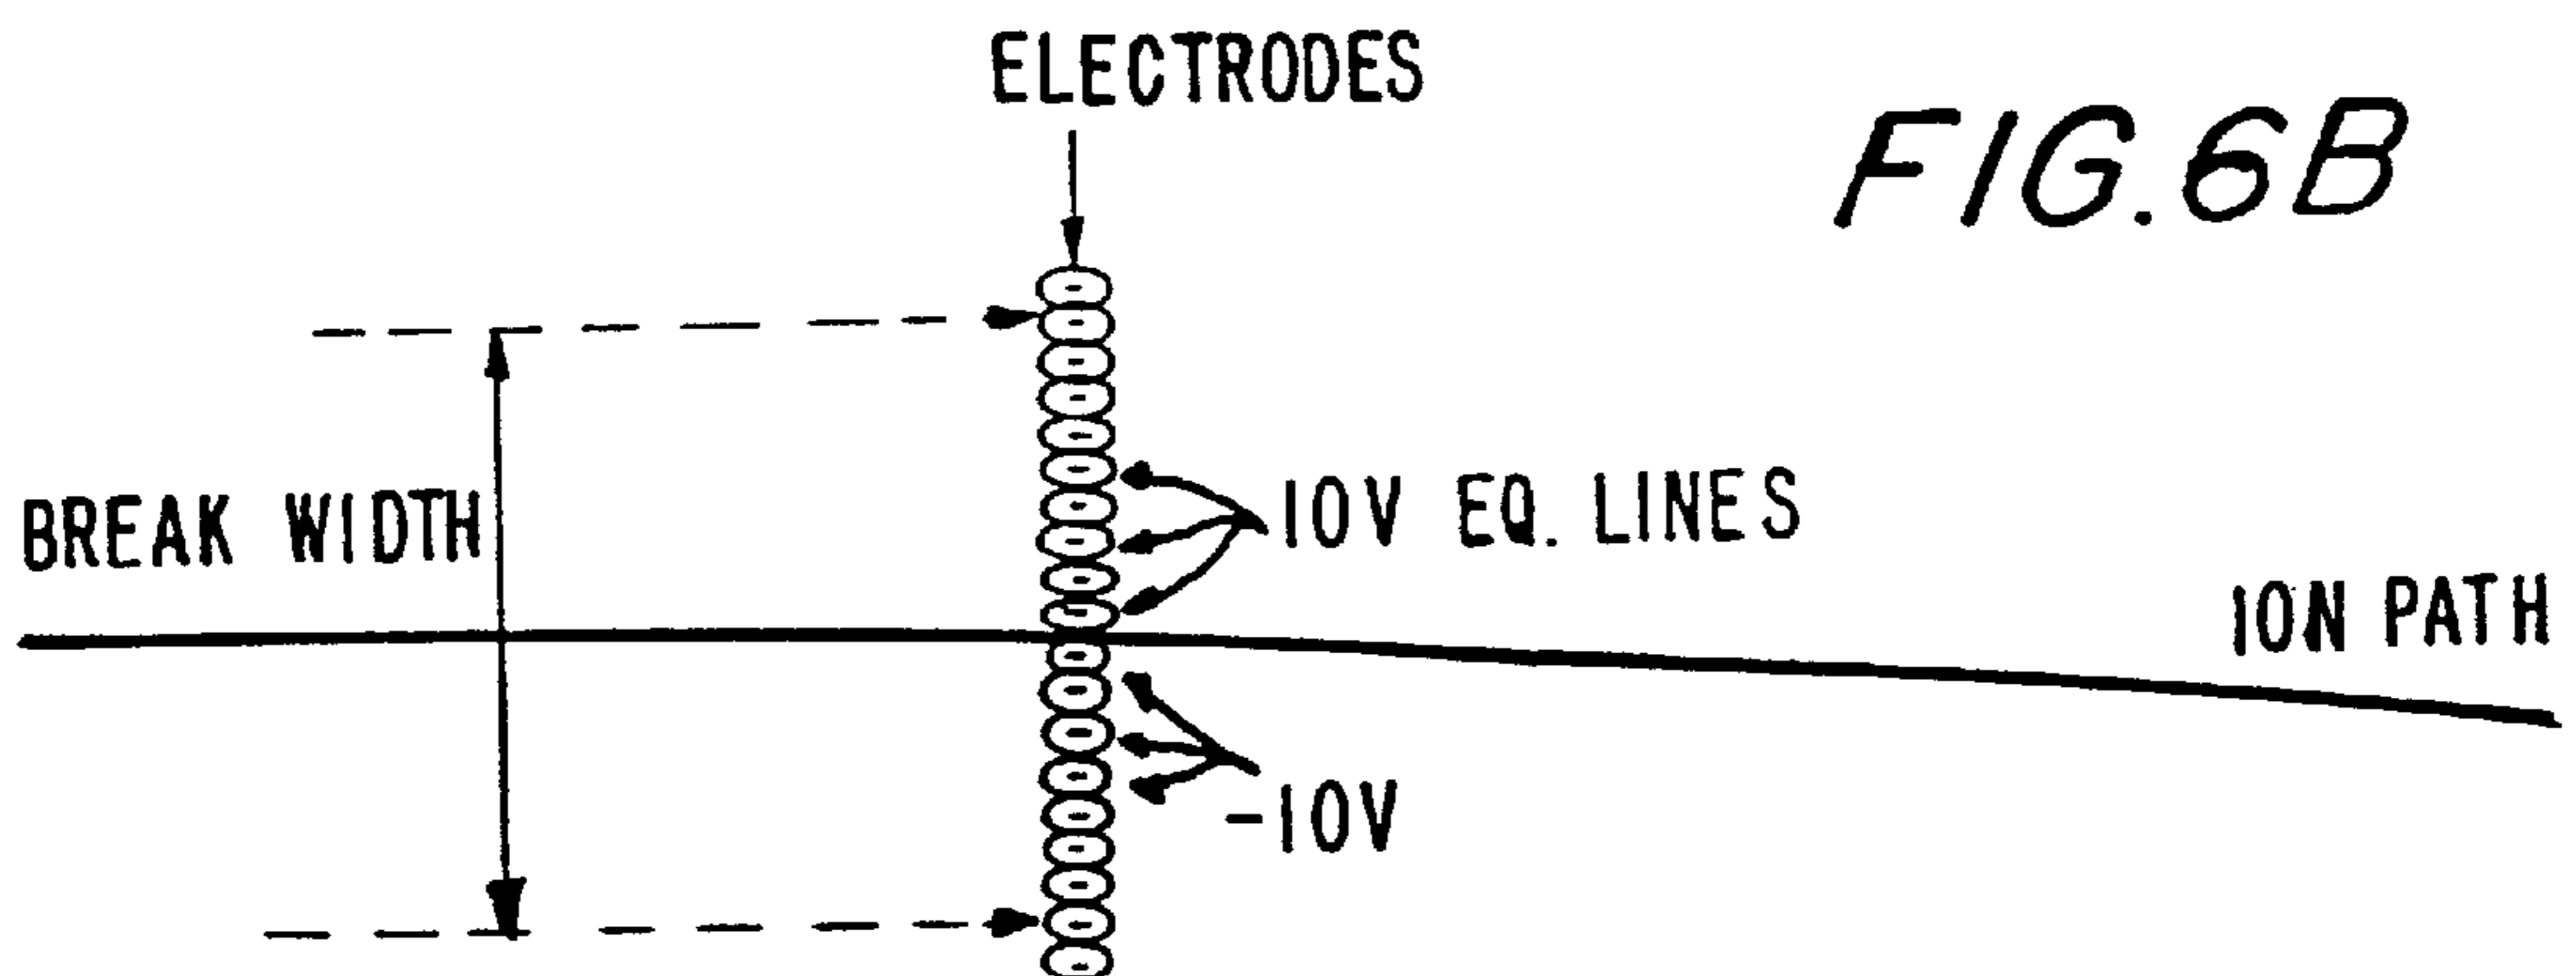 ELECTRODES
FIG.6B
BREAK WIDTH
10V EQ. LINES
ION PATH
-10V